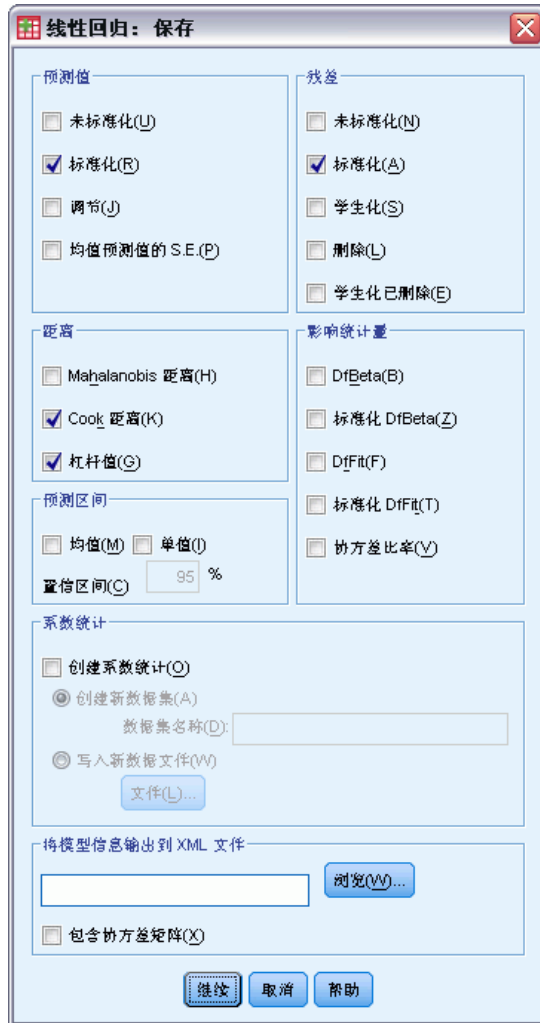 线性回归：保存
预测值
未标准化(U)
标准化(R)
调节(J)
均值预测值的 S.E.(P)
残差
未标准化(N)
标准化(A)
学生化(S)
删除(L)
学生化已删除(E)
距离
Mahalanobis 距离(H)
Cook 距离(K)
杠杆值(G)
影响统计量
DfBeta(B)
标准化 DfBeta(Z)
DfFit(F)
标准化 DfFit(T)
协方差比率(V)
预测区间
均值(M) 单值(I)
置信区间(C) 95 %
系数统计
创建系数统计(O)
创建新数据集(A)
数据集名称(D):
写入新数据文件(W)
文件(L)...
将模型信息输出到 XML 文件
浏览(W)...
包含协方差矩阵(X)
继续 取消 帮助